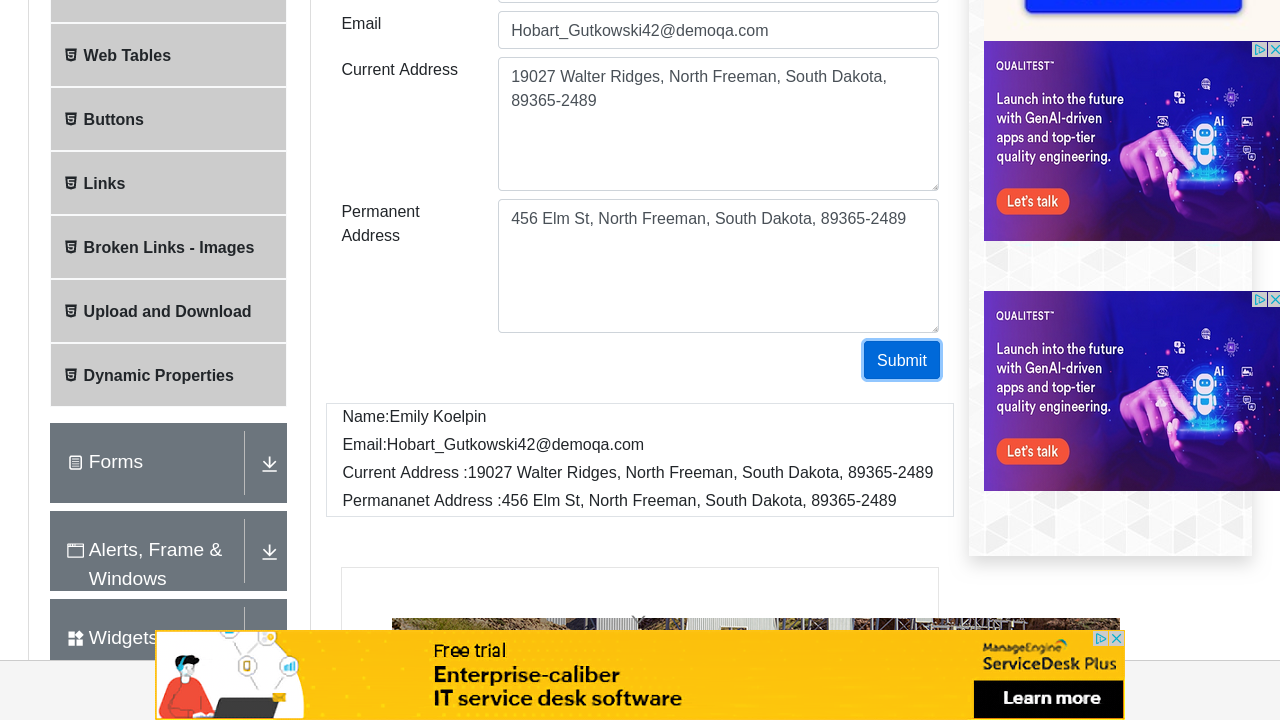 Email
Hobart_Gutkowski42@demoqa.com
Web Tables
Current Address
19027 Walter Ridges, North Freeman, South Dakota,
89365-2489
Buttons
Links
Permanent
Address
456 Elm St, North Freeman, South Dakota, 89365-2489
Broken Links - Images
Upload and Download
Submit
Dynamic Properties
Name:Emily Koelpin
Email:Hobart_Gutkowski42@demoqa.com
Current Address :19027 Walter Ridges, North Freeman, South Dakota, 89365-2489
Permananet Address :456 Elm St, North Freeman, South Dakota, 89365-2489
Forms
Alerts, Frame &
Windows
Widgets
QUALITEST™
Launch into the future
with GenAI-driven
apps and top-tier
quality engineering.
Ai
Let's talk
QUALITEST™
Launch into the future
with GenAI-driven
apps and top-tier
quality engineering.
Ai
Let's talk
Free trial
Enterprise-caliber
IT service desk software
ManageEngine
ServiceDesk Plus
Learn more